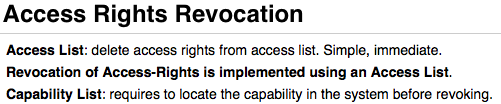 Access Rights Revocation
Access List: delete access rights from access list. Simple, immediate.
Revocation of Access-Rights is implemented using an Access List.
Capability List: requires to locate the capability in the system before revoking.